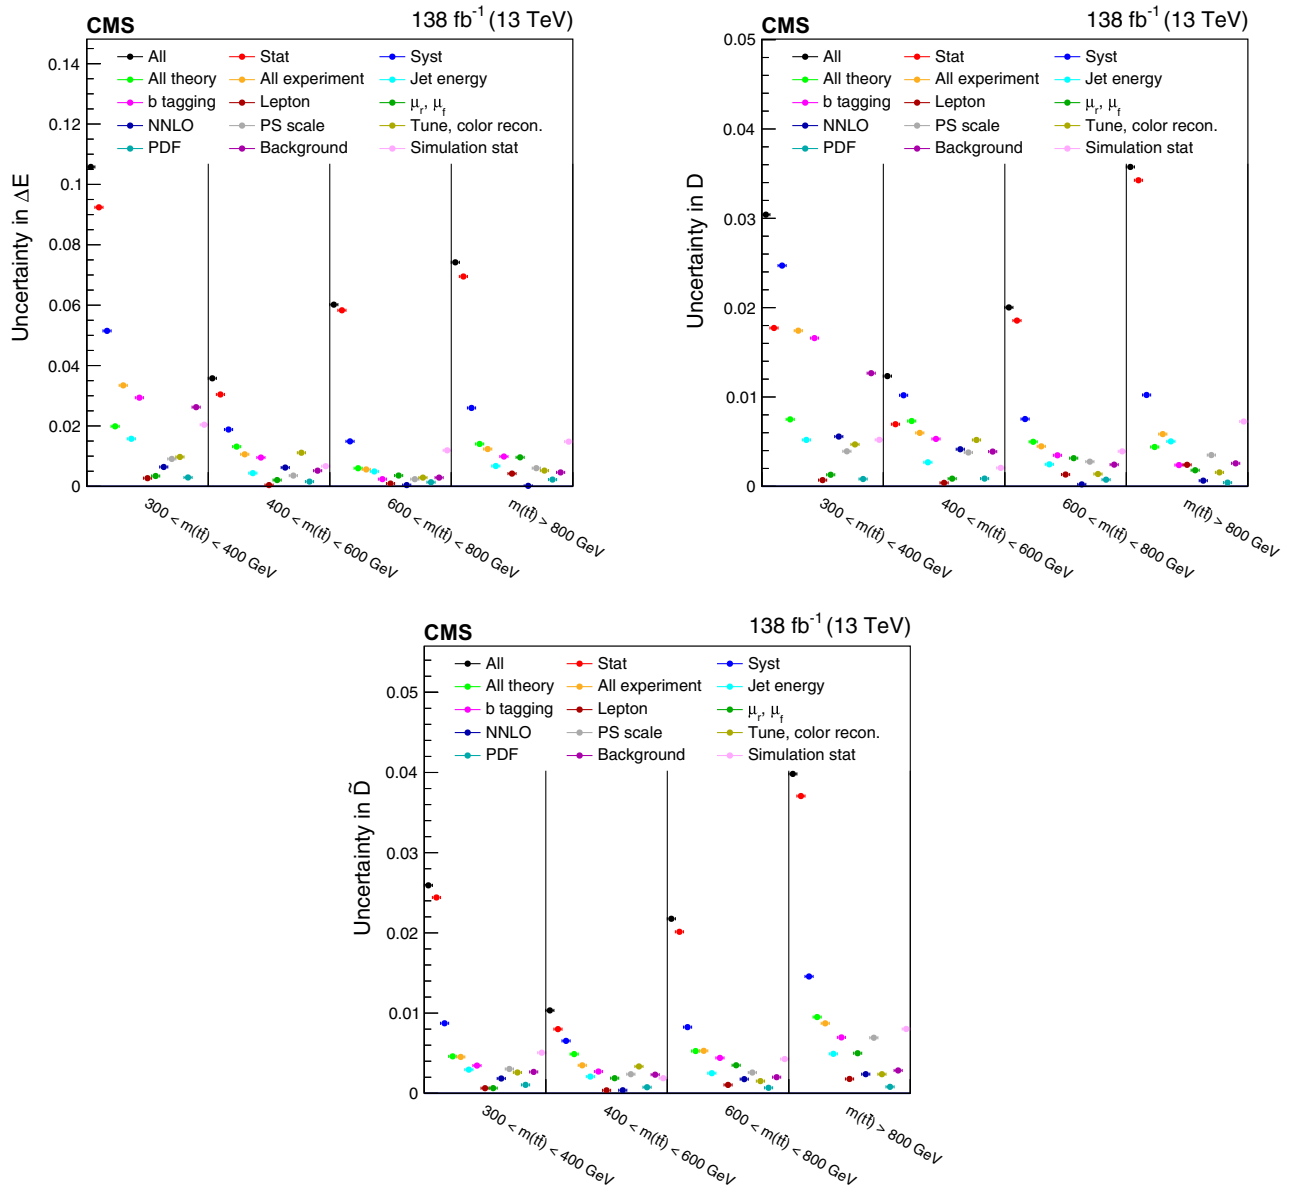 CMS
138 fb⁻¹ (13 TeV)
All
Stat
Syst
All theory
All experiment
Jet energy
b tagging
Lepton
μr, μf
NNLO
PS scale
Tune, color recon.
PDF
Background
Simulation stat
Uncertainty in ΔE
0.14
0.12
0.1
0.08
0.06
0.04
0.02
0
300 < m(tt̄) < 400 GeV
400 < m(tt̄) < 600 GeV
600 < m(tt̄) < 800 GeV
m(tt̄) > 800 GeV
CMS
138 fb⁻¹ (13 TeV)
All
Stat
Syst
All theory
All experiment
Jet energy
b tagging
Lepton
μr, μf
NNLO
PS scale
Tune, color recon.
PDF
Background
Simulation stat
Uncertainty in D
0.05
0.04
0.03
0.02
0.01
0
300 < m(tt̄) < 400 GeV
400 < m(tt̄) < 600 GeV
600 < m(tt̄) < 800 GeV
m(tt̄) > 800 GeV
CMS
138 fb⁻¹ (13 TeV)
All
Stat
Syst
All theory
All experiment
Jet energy
b tagging
Lepton
μr, μf
NNLO
PS scale
Tune, color recon.
PDF
Background
Simulation stat
Uncertainty in D̃
0.05
0.04
0.03
0.02
0.01
0
300 < m(tt̄) < 400 GeV
400 < m(tt̄) < 600 GeV
600 < m(tt̄) < 800 GeV
m(tt̄) > 800 GeV